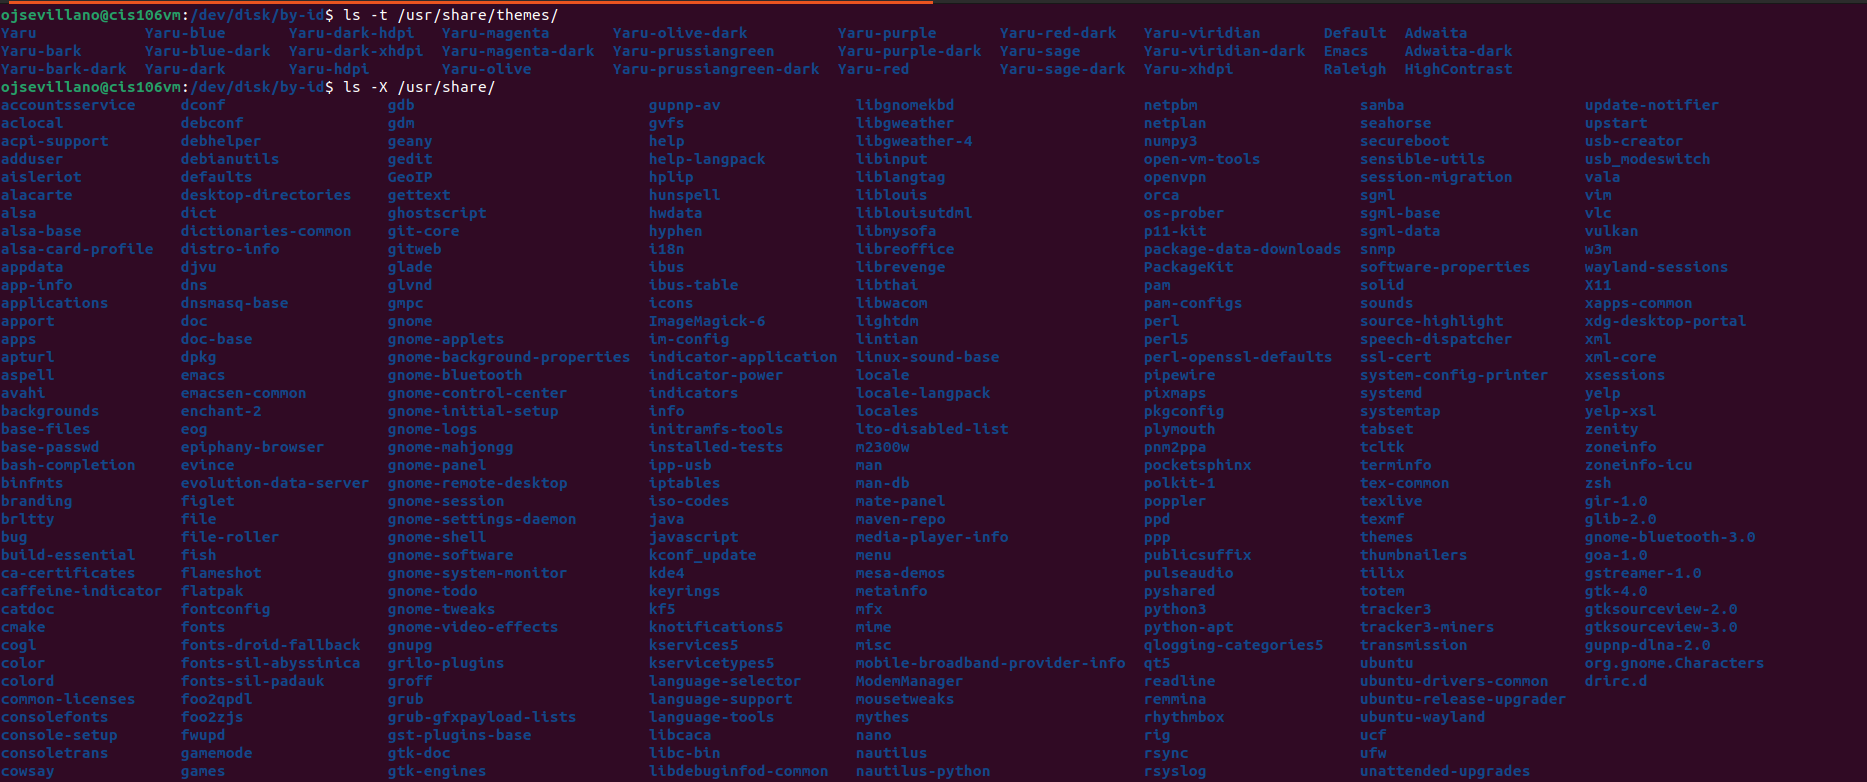 ojsevillano@cis106vm:/dev/disk/by-id$ ls -t /usr/share/themes/
Yaru Yaru-blue Yaru-dark-hdpi Yaru-magenta Yaru-olive-dark Yaru-purple Yaru-red-dark Yaru-viridian Default Adwaita
Yaru-bark Yaru-blue-dark Yaru-dark-xhdpi Yaru-magenta-dark Yaru-prussiangreen Yaru-purple-dark Yaru-sage Yaru-viridian-dark Emacs Adwaita-dark
Yaru-bark-dark Yaru-dark Yaru-hdpi Yaru-olive Yaru-prussiangreen-dark Yaru-red Yaru-sage-dark Yaru-xhdpi Raleigh HighContrast
ojsevillano@cis106vm:/dev/disk/by-id$ ls -X /usr/share/
accountsservice dconf gdb gupnp-av libgnomekbd netpbm samba update-notifier
aclocal debconf gdm gvfs libgweather netplan seahorse upstart
acpi-support debhelper geany help libgweather-4 numpy3 secureboot usb-creator
adduser debianutils gedit help-langpack libinput open-vm-tools sensible-utils usb_modeswitch
aisleriot defaults GeoIP hplip liblangtag openvpn session-migration vala
alacarte desktop-directories gettext hunspell liblouis orca sgml vim
alsa dict ghostscript hwdata liblouisutdml os-prober sgml-base vlc
alsa-base dictionaries-common git-core hyphen libmysofa p11-kit sgml-data vulkan
alsa-card-profile distro-info gitweb i18n libreoffice package-data-downloads snmp w3m
appdata djvu glade ibus librevenge PackageKit software-properties wayland-sessions
app-info dns glvnd ibus-table libthai pam solid X11
applications dnsmasq-base gmpc icons libwacom pam-configs sounds xapps-common
apport doc gnome ImageMagick-6 lightdm perl source-highlight xdg-desktop-portal
apps doc-base gnome-applets im-config lintian perl5 speech-dispatcher xml
apturl dpkg gnome-background-properties indicator-application linux-sound-base perl-openssl-defaults ssl-cert xml-core
aspell emacs gnome-bluetooth indicator-power locale pipewire system-config-printer xsessions
avahi emacsen-common gnome-control-center indicators locale-langpack pixmaps systemd yelp
backgrounds enchant-2 gnome-initial-setup info locales pkgconfig systemtap yelp-xsl
base-files eog gnome-logs initramfs-tools lto-disabled-list plymouth tabset zenity
base-passwd epiphany-browser gnome-mahjongg installed-tests m2300w pnm2ppa tcltk zoneinfo
bash-completion evince gnome-panel ipp-usb man pocketsphinx terminfo zoneinfo-icu
binfmts evolution-data-server gnome-remote-desktop iptables man-db polkit-1 tex-common zsh
branding figlet gnome-session iso-codes mate-panel poppler texlive gir-1.0
brltty file gnome-settings-daemon java maven-repo ppd texmf glib-2.0
bug file-roller gnome-shell javascript media-player-info ppp themes gnome-bluetooth-3.0
build-essential fish gnome-software kconf_update menu publicsuffix thumbnailers goa-1.0
ca-certificates flameshot gnome-system-monitor kde4 mesa-demos pulseaudio tilix gstreamer-1.0
caffeine-indicator flatpak gnome-todo keyrings metainfo pyshared totem gtk-4.0
catdoc fontconfig gnome-tweaks kf5 mfx python3 tracker3 gtksourceview-2.0
cmake fonts gnome-video-effects knotifications5 mime python-apt tracker3-miners gtksourceview-3.0
cogl fonts-droid-fallback gnupg kservices5 misc qlogging-categories5 transmission gupnp-dlna-2.0
color fonts-sil-abyssinica grilo-plugins kservicetypes5 mobile-broadband-provider-info qt5 ubuntu org.gnome.Characters
colord fonts-sil-padauk groff language-selector ModemManager readline ubuntu-drivers-common drirc.d
common-licenses foo2qpdl grub language-support mousetweaks remmina ubuntu-release-upgrader
consolefonts foo2zjs grub-gfxpayload-lists language-tools mythes rhythmbox ubuntu-wayland
console-setup fwupd gst-plugins-base libcaca nano rig ucf
consoletrans gamemode gtk-doc libc-bin nautilus rsync ufw
cowsay games gtk-engines libdebuginfod-common nautilus-python rsyslog unattended-upgrades